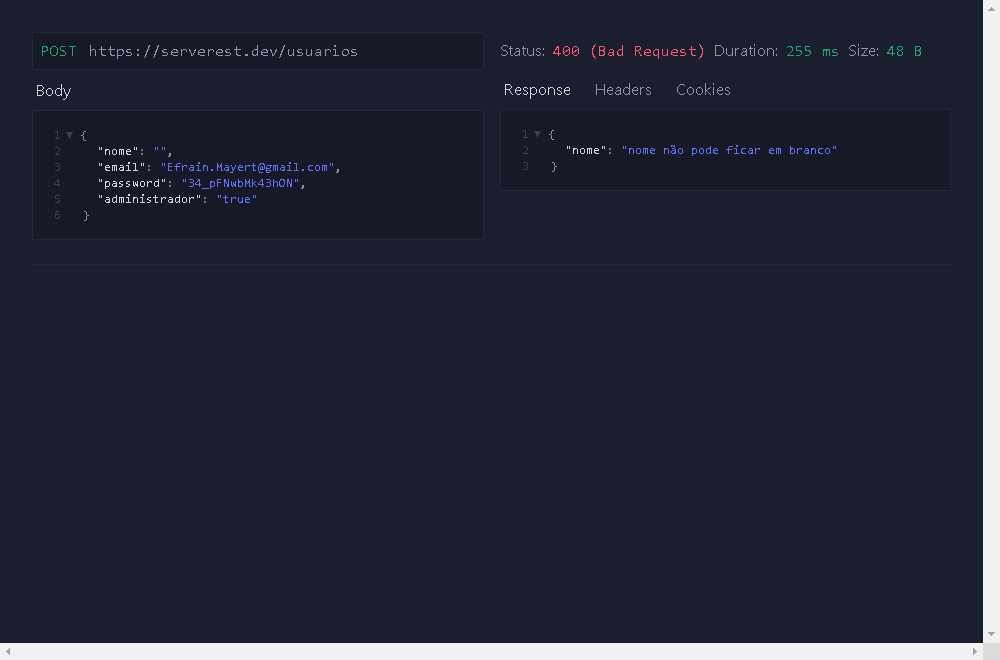 POST https://serverest.dev/usuarios
Status: 400 (Bad Request) Duration: 255 ms Size: 48 B
Body
1 {
2 "nome": "",
3 "email": "Efrain.Mayert@gmail.com",
4 "password": "34_pFNwbMk43hON",
5 "administrador": "true"
6 }
Response Headers Cookies
1 {
2 "nome": "nome não pode ficar em branco"
3 }